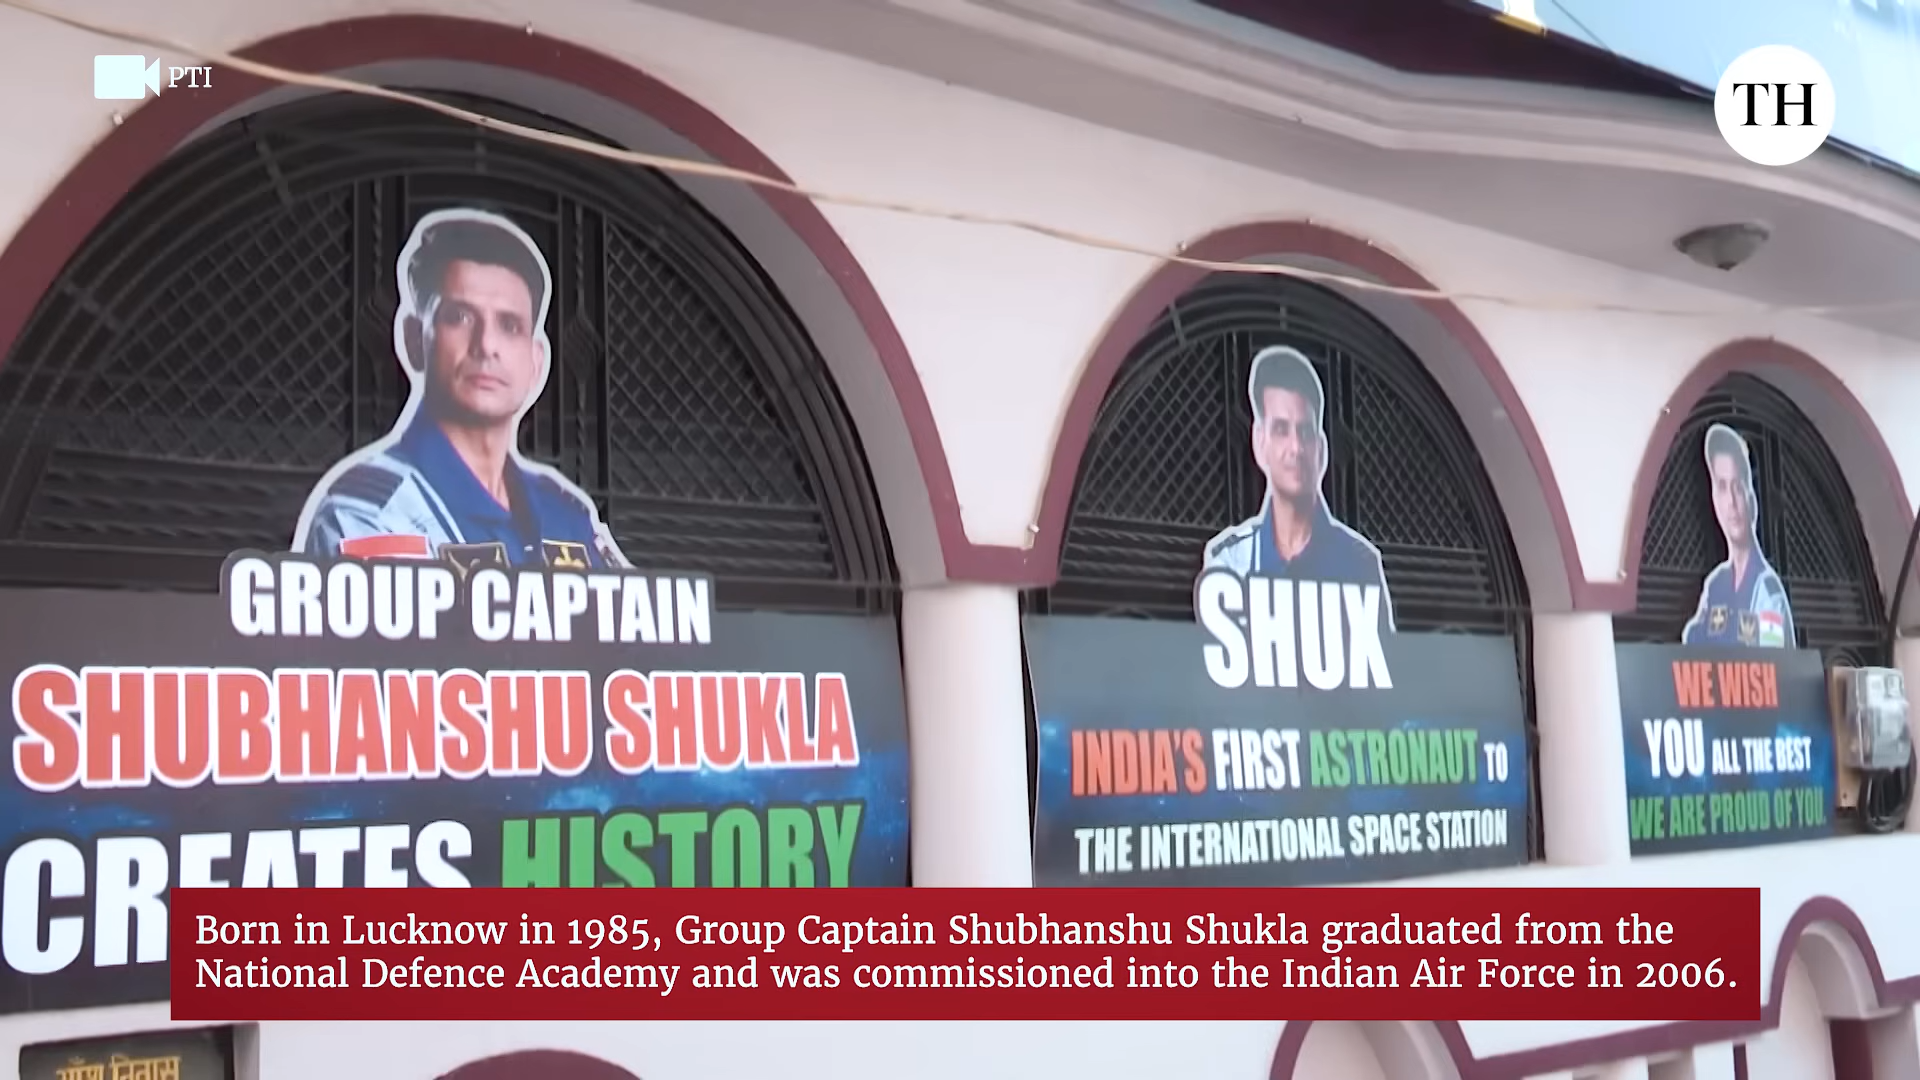 PTI
TH
GROUP CAPTAIN
SHUBHANSHU SHUKLA
CREATES HISTORY
SHUX
INDIA'S FIRST ASTRONAUT TO
THE INTERNATIONAL SPACE STATION
WE WISH
YOU ALL THE BEST
WE ARE PROUD OF YOU.
Born in Lucknow in 1985, Group Captain Shubhanshu Shukla graduated from the
National Defence Academy and was commissioned into the Indian Air Force in 2006.